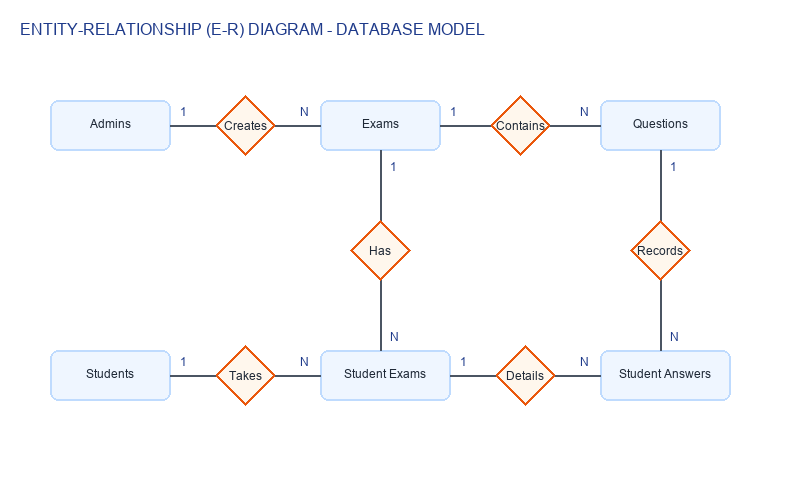 ENTITY-RELATIONSHIP (E-R) DIAGRAM - DATABASE MODEL
Admins 1 Creates N Exams 1 Contains N Questions
1 1
Has Records
N N
Students 1 Takes N Student Exams 1 Details N Student Answers